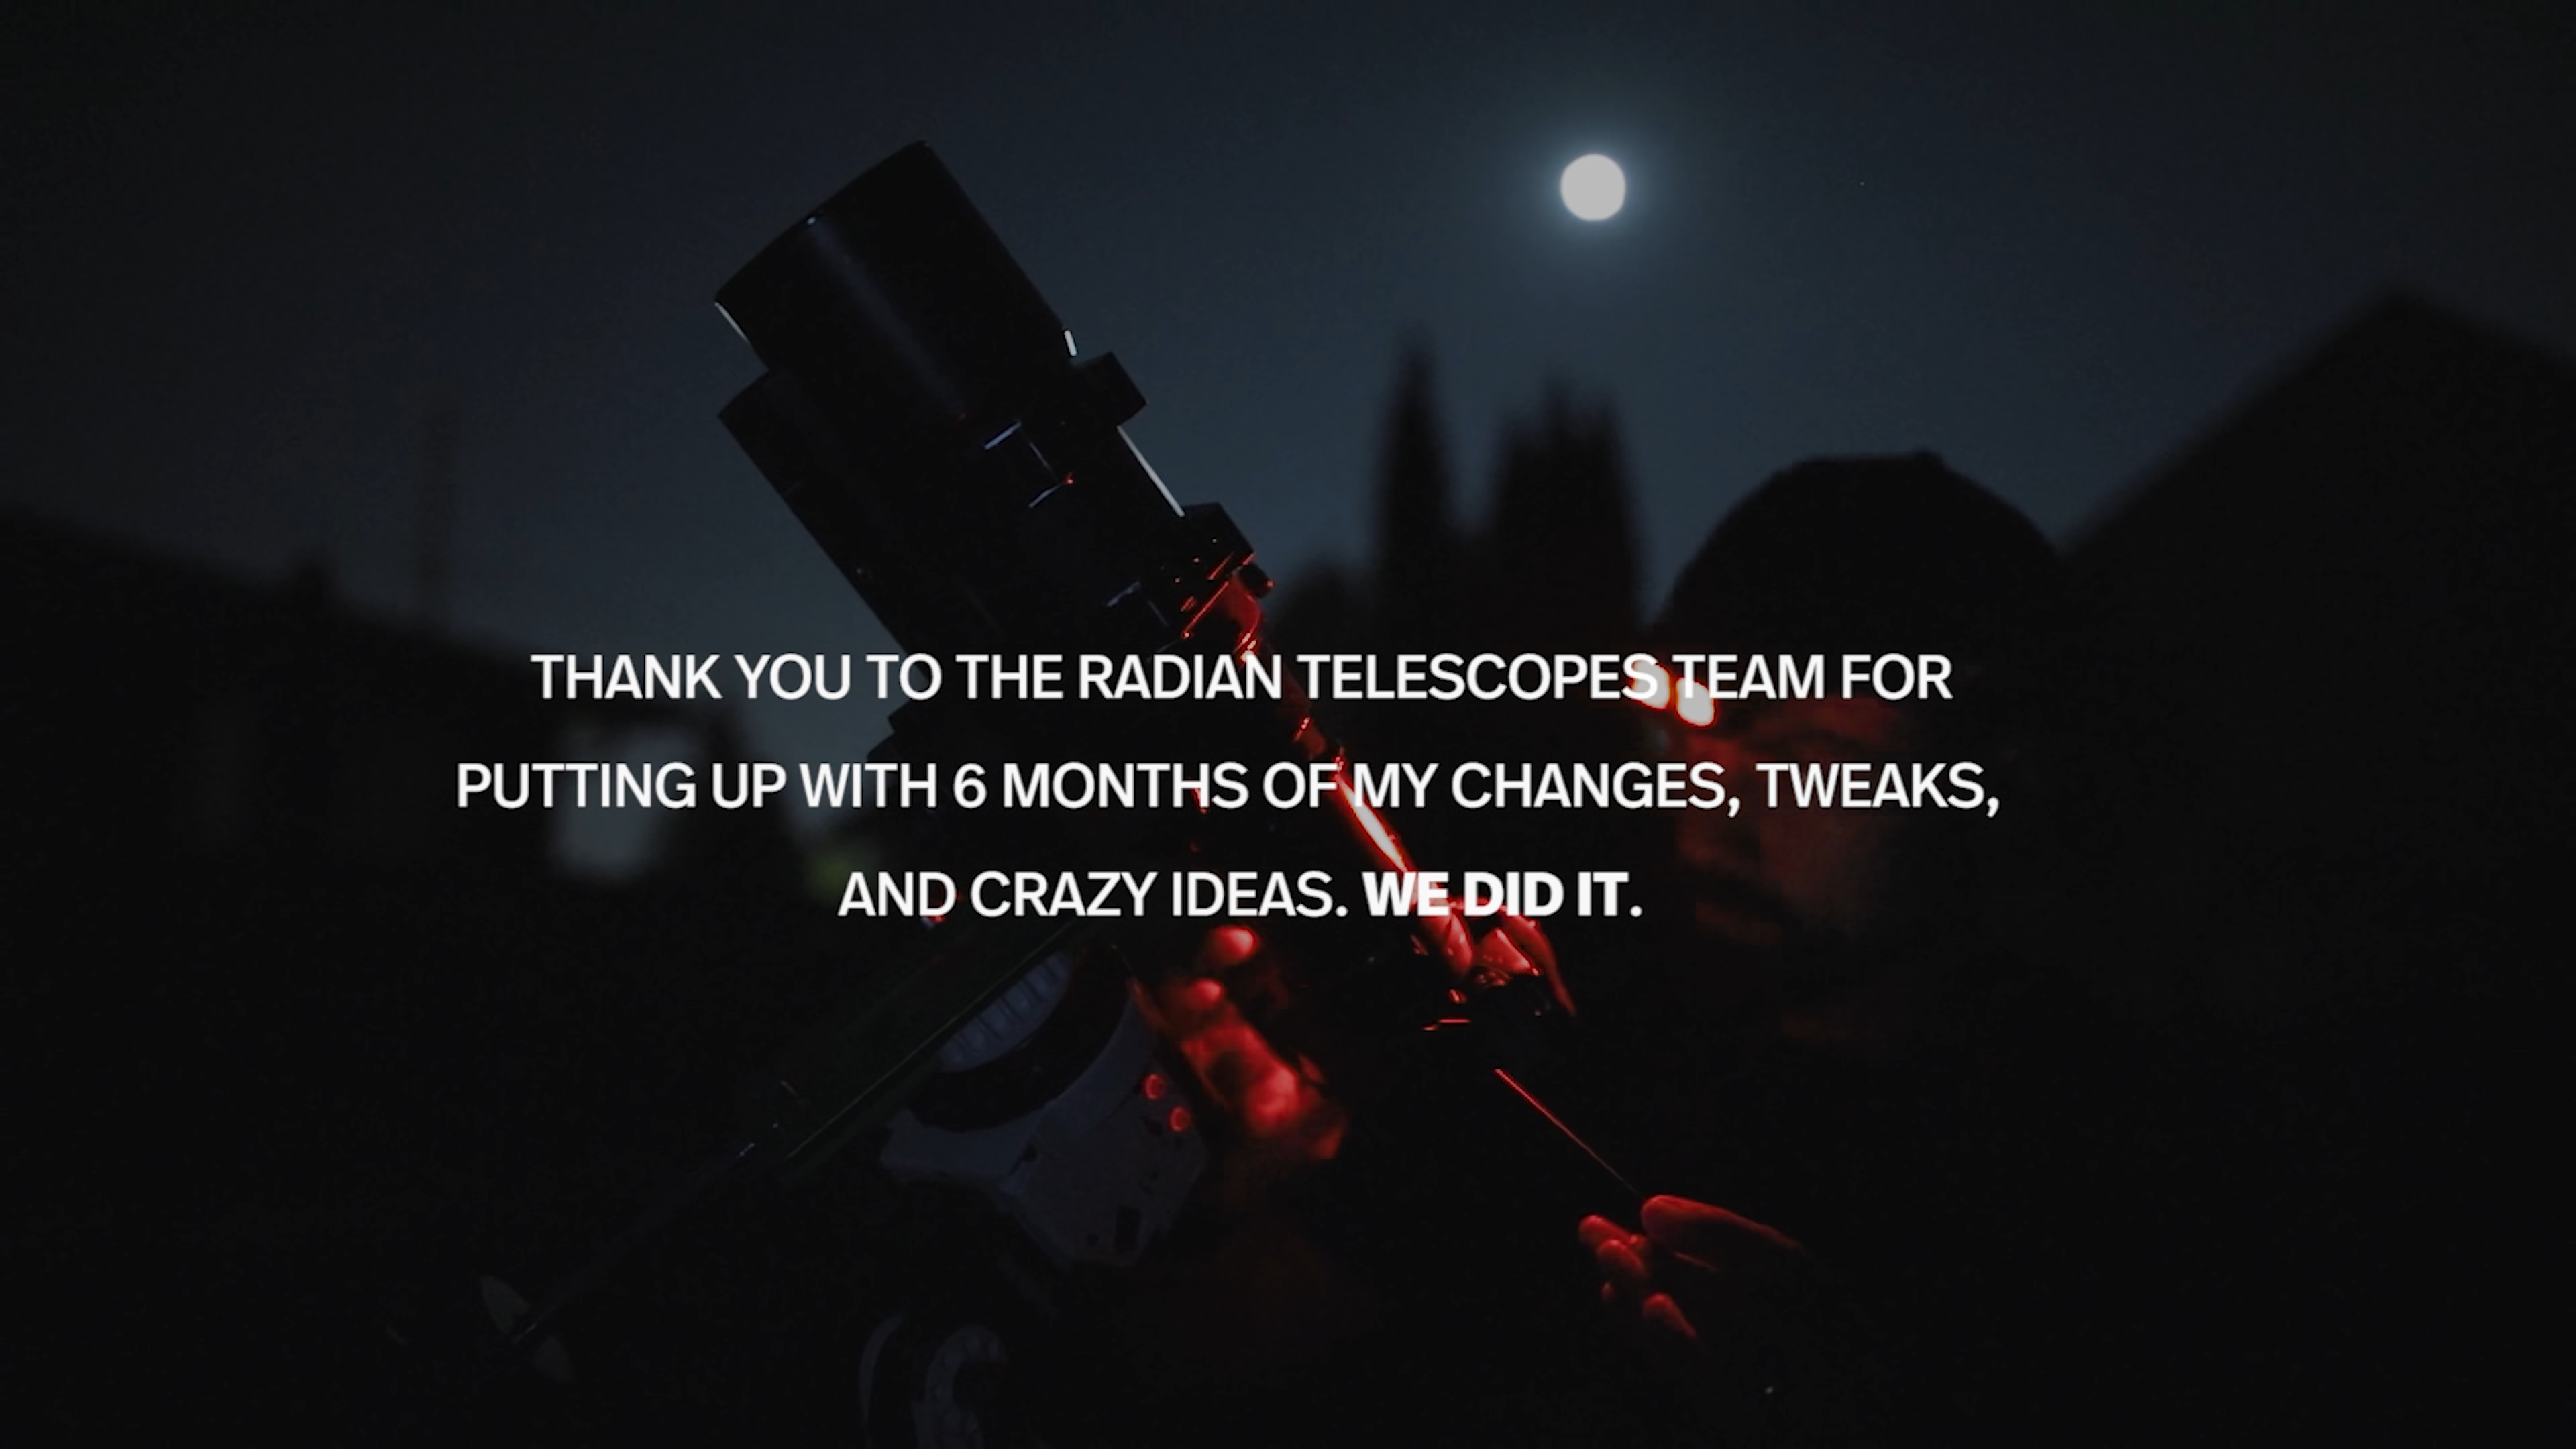 THANK YOU TO THE RADIAN TELESCOPES TEAM FOR
PUTTING UP WITH 6 MONTHS OF MY CHANGES, TWEAKS,
AND CRAZY IDEAS. WE DID IT.